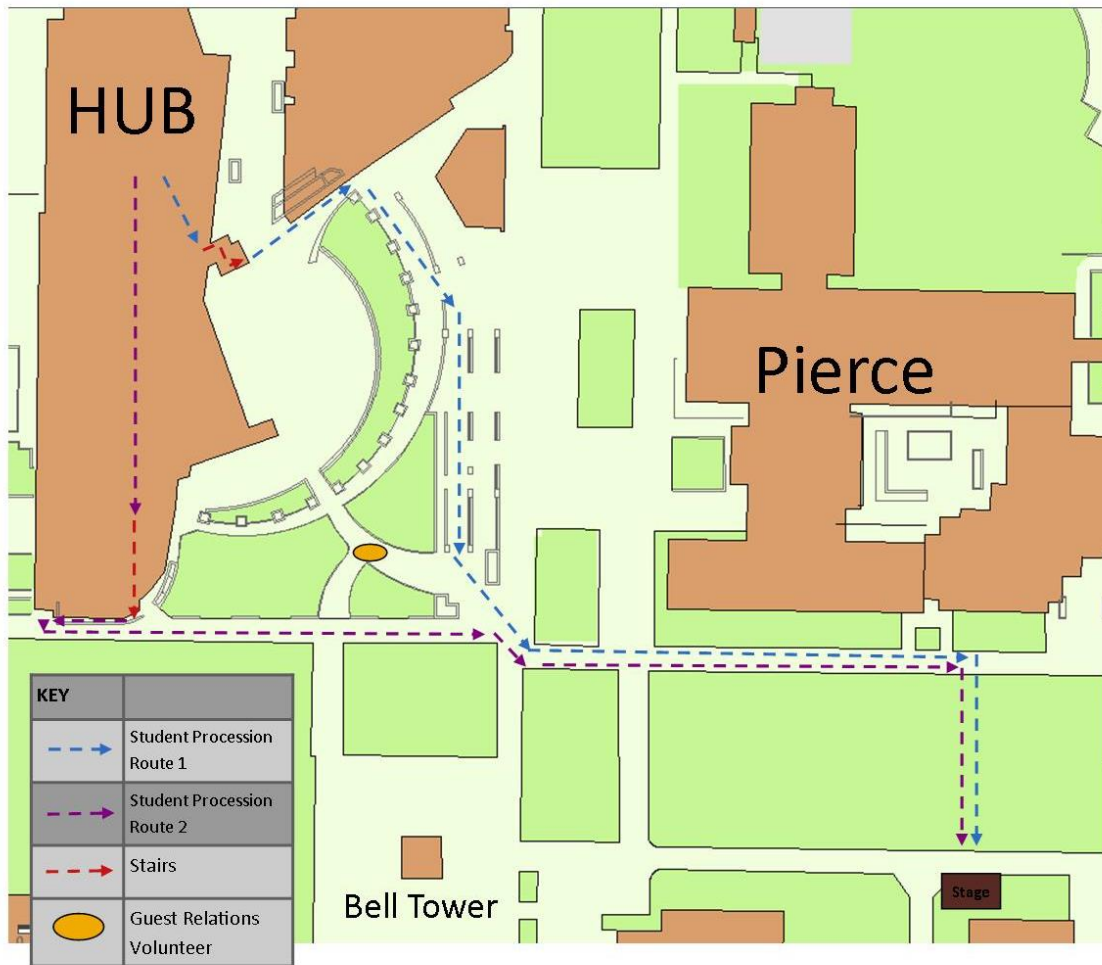 HUB
Pierce
KEY
Student Procession
Route 1
Student Procession
Route 2
Stairs
Guest Relations
Volunteer
Bell Tower
Stage